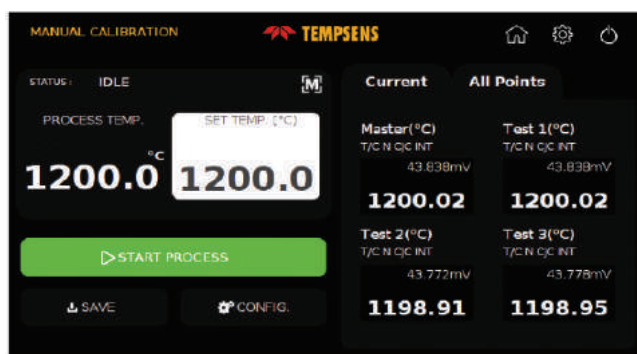 MANUAL CALIBRATION
TEMPSENS
STATUS: IDLE
[M]
PROCESS TEMP.
°C
1200.0
SET TEMP. (°C)
1200.0
START PROCESS
SAVE
CONFIG.
Current
All Points
Master(°C)
T/C N CJC INT
43.838mV
1200.02
Test 1(°C)
T/C N CJC INT
43.839mV
1200.02
Test 2(°C)
T/C N CJC INT
43.772mV
1198.91
Test 3(°C)
T/C N CJC INT
43.778mV
1198.95